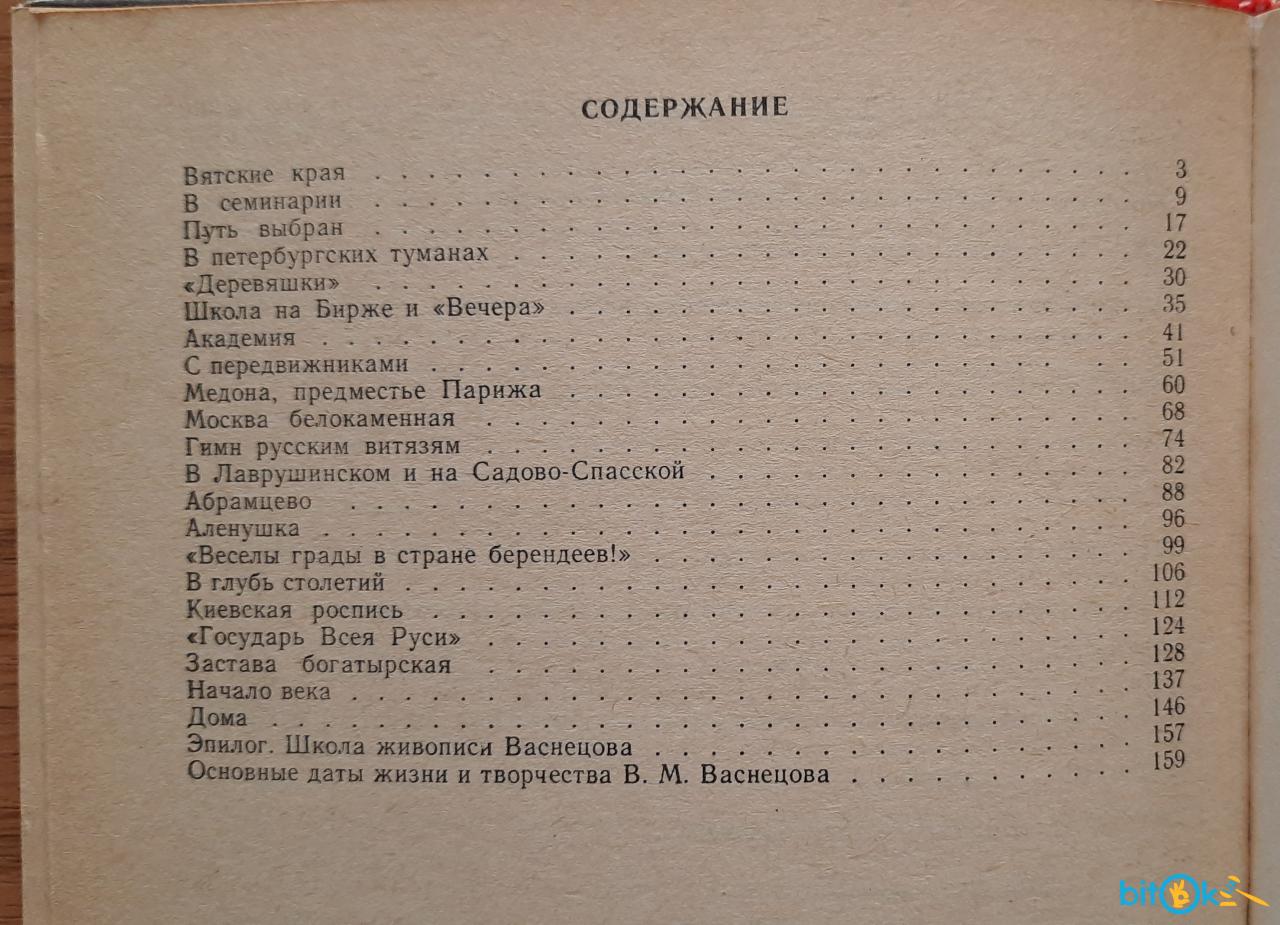 СОДЕРЖАНИЕ
Вятские края . . . . . . . . . . . . . . . . . . . . . . . . . . . . 3
В семинарии . . . . . . . . . . . . . . . . . . . . . . . . . . . . 9
Путь выбран . . . . . . . . . . . . . . . . . . . . . . . . . . . . 17
В петербургских туманах . . . . . . . . . . . . . . . . . . . . . . . 22
«Деревяшки» . . . . . . . . . . . . . . . . . . . . . . . . . . . . 30
Школа на Бирже и «Вечера» . . . . . . . . . . . . . . . . . . . . . 35
Академия . . . . . . . . . . . . . . . . . . . . . . . . . . . . . . 41
С передвижниками . . . . . . . . . . . . . . . . . . . . . . . . . . 51
Медона, предместье Парижа . . . . . . . . . . . . . . . . . . . . . 60
Москва белокаменная . . . . . . . . . . . . . . . . . . . . . . . . 68
Гимн русским витязям . . . . . . . . . . . . . . . . . . . . . . . . 74
В Лаврушинском и на Садово-Спасской . . . . . . . . . . . . . . . . 82
Абрамцево . . . . . . . . . . . . . . . . . . . . . . . . . . . . . 88
Аленушка . . . . . . . . . . . . . . . . . . . . . . . . . . . . . . 96
«Веселы грады в стране берендеев!» . . . . . . . . . . . . . . . . . . 99
В глубь столетий . . . . . . . . . . . . . . . . . . . . . . . . . . . 106
Киевская роспись . . . . . . . . . . . . . . . . . . . . . . . . . . 112
«Государь Всея Руси» . . . . . . . . . . . . . . . . . . . . . . . . 124
Застава богатырская . . . . . . . . . . . . . . . . . . . . . . . . 128
Начало века . . . . . . . . . . . . . . . . . . . . . . . . . . . . . 137
Дома . . . . . . . . . . . . . . . . . . . . . . . . . . . . . . . . 146
Эпилог. Школа живописи Васнецова . . . . . . . . . . . . . . . . . . 157
Основные даты жизни и творчества В. М. Васнецова . . . . . . . . . . . 159
bitOk